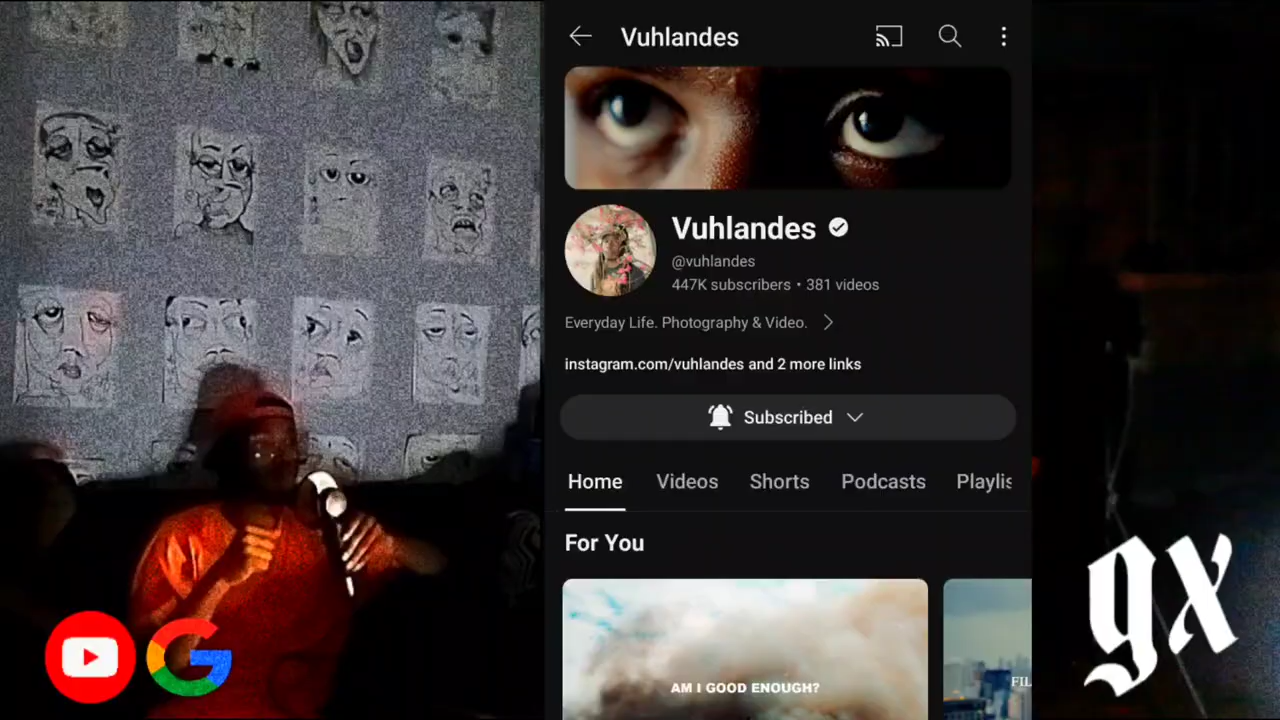 Vuhlandes
Vuhlandes
@vuhlandes
447K subscribers • 381 videos
Everyday Life. Photography & Video.
instagram.com/vuhlandes and 2 more links
Subscribed
Home Videos Shorts Podcasts Playlis
For You
AM I GOOD ENOUGH?
FIL
G
gx